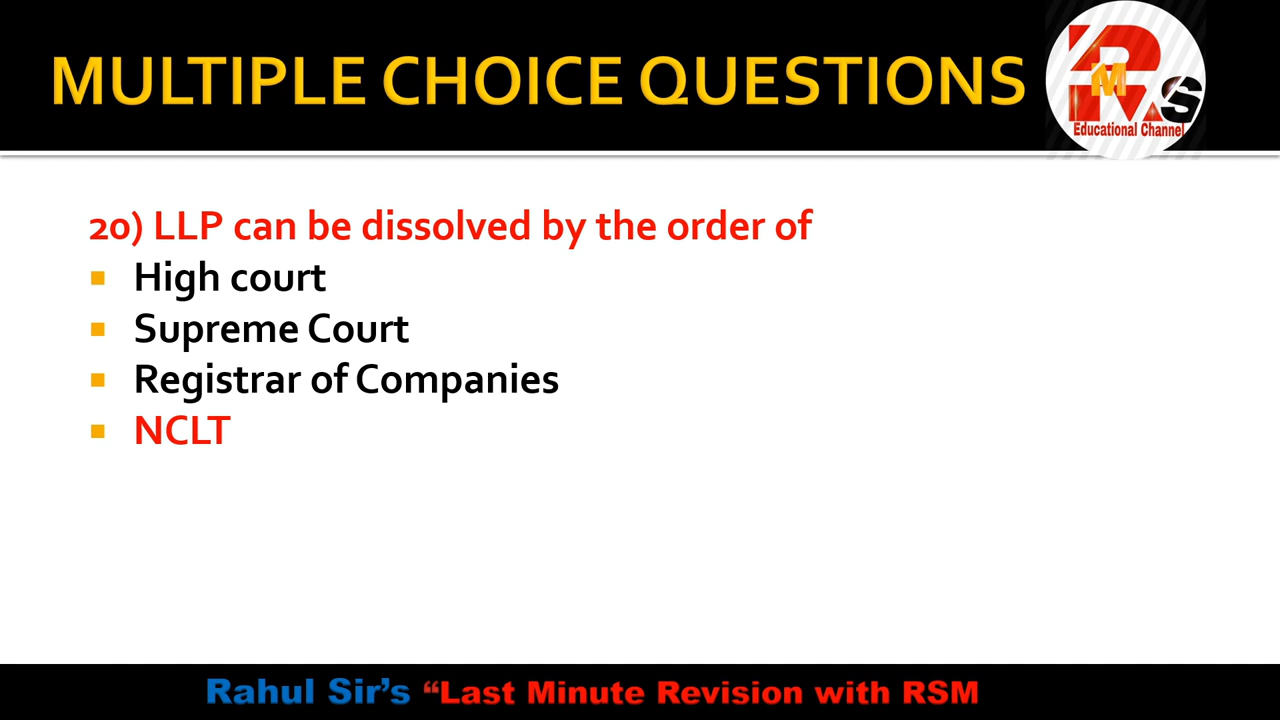 MULTIPLE CHOICE QUESTIONS
RMS
Educational Channel
20) LLP can be dissolved by the order of
High court
Supreme Court
Registrar of Companies
NCLT
Rahul Sir's “Last Minute Revision with RSM